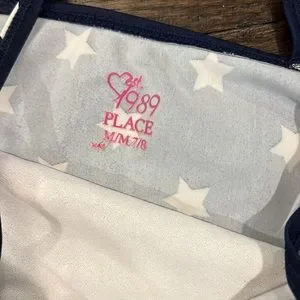 est.
1989
PLACE
M/M 7/8